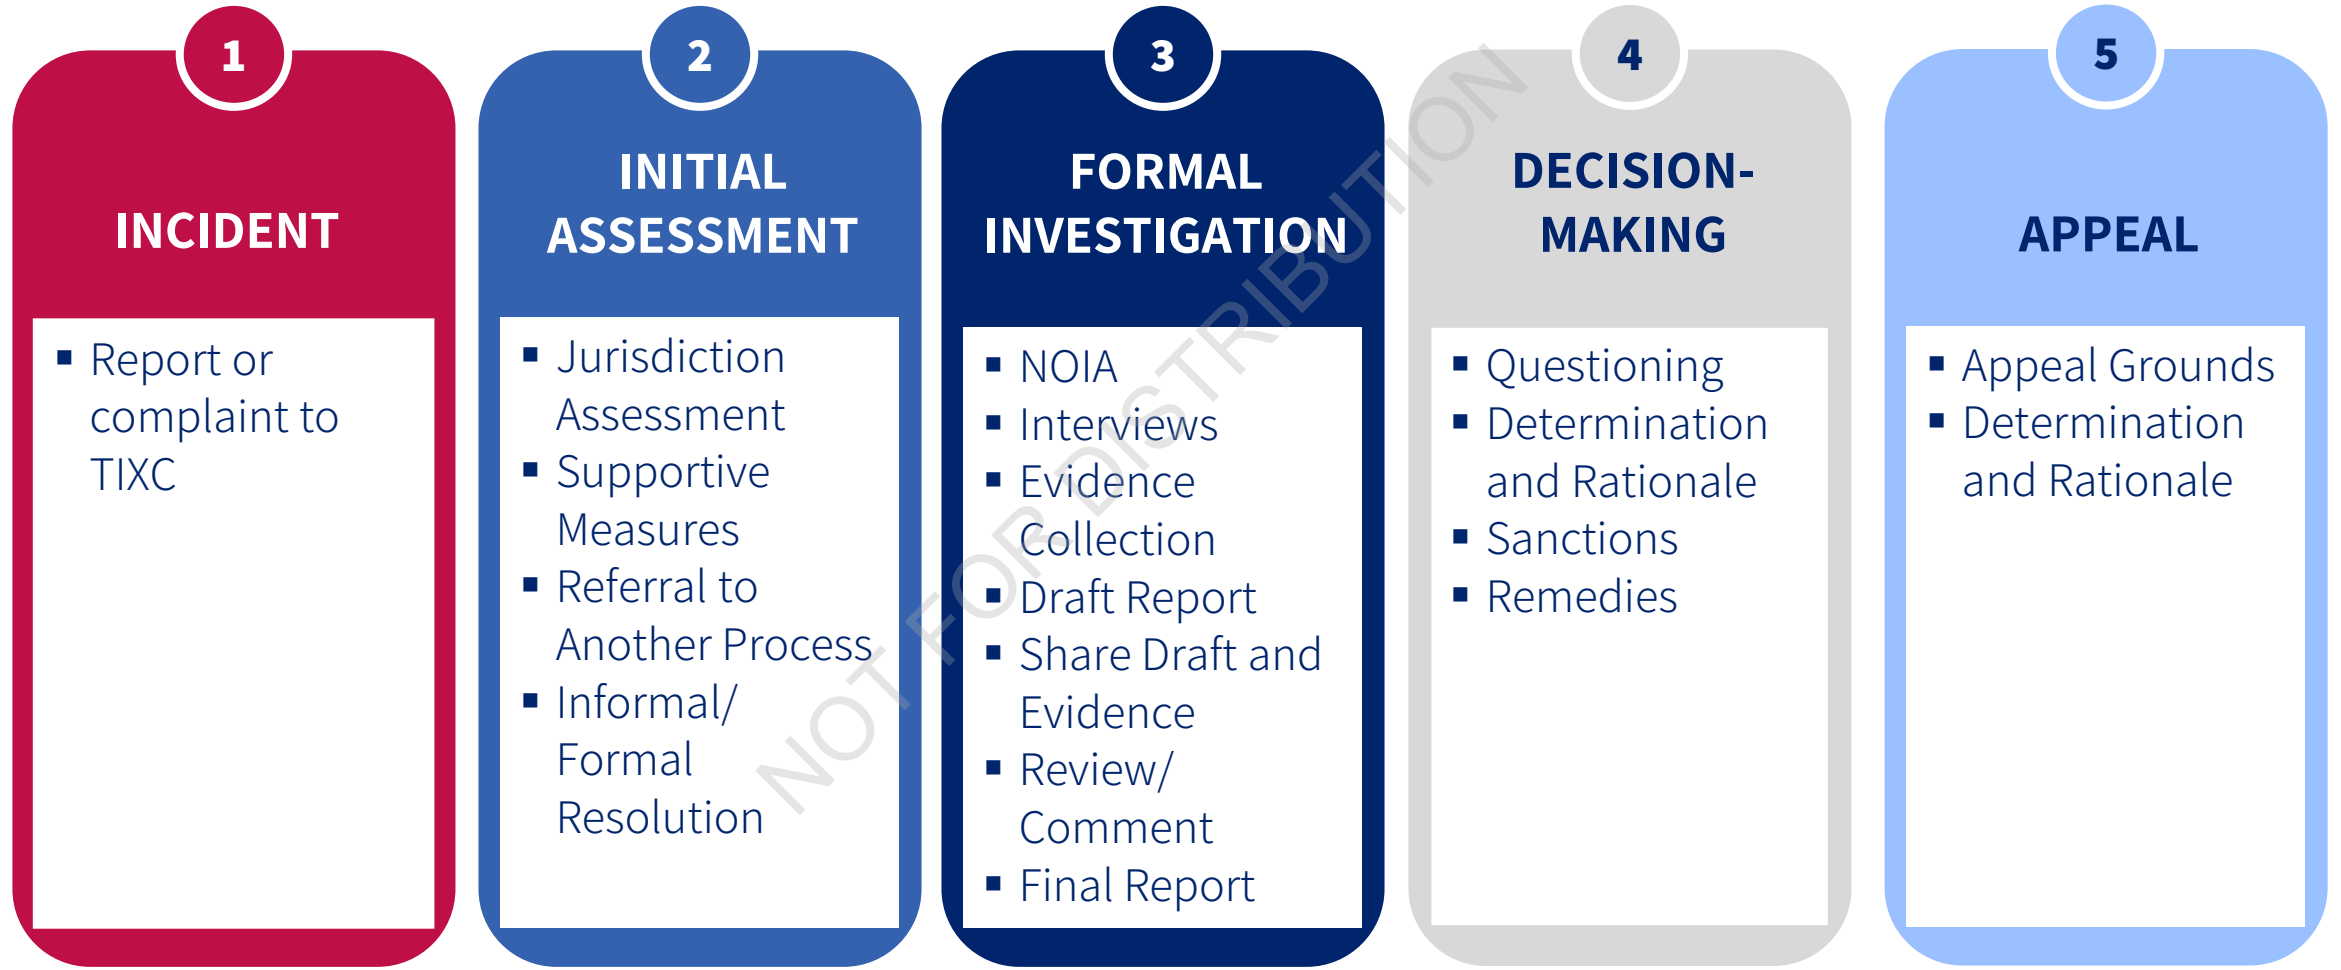 1
INCIDENT
▪ Report or
complaint to
TIXC
2
INITIAL
ASSESSMENT
▪ Jurisdiction
Assessment
▪ Supportive
Measures
▪ Referral to
Another Process
▪ Informal/
Formal
Resolution
3
FORMAL
INVESTIGATION
▪ NOIA
▪ Interviews
▪ Evidence
Collection
▪ Draft Report
▪ Share Draft and
Evidence
▪ Review/
Comment
▪ Final Report
4
DECISION-
MAKING
▪ Questioning
▪ Determination
and Rationale
▪ Sanctions
▪ Remedies
5
APPEAL
▪ Appeal Grounds
▪ Determination
and Rationale
NOT FOR DISTRIBUTION